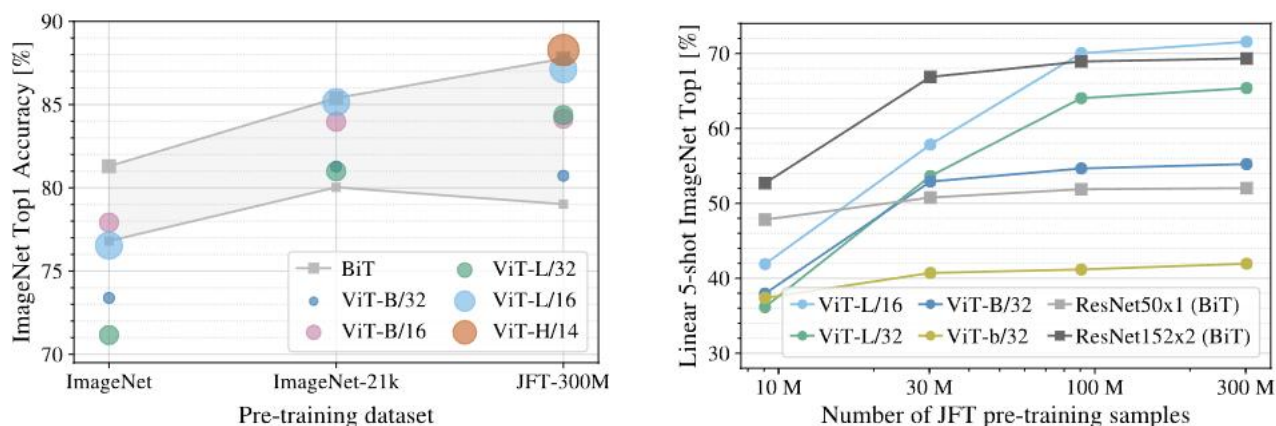 ImageNet Top1 Accuracy [%]
90
85
80
75
70
BiT
ViT-B/32
ViT-B/16
ViT-L/32
ViT-L/16
ViT-H/14
ImageNet
ImageNet-21k
JFT-300M
Pre-training dataset
Linear 5-shot ImageNet Top1 [%]
70
60
50
40
30
ViT-L/16
ViT-L/32
ViT-B/32
ViT-b/32
ResNet50x1 (BiT)
ResNet152x2 (BiT)
10 M
30 M
100 M
300 M
Number of JFT pre-training samples